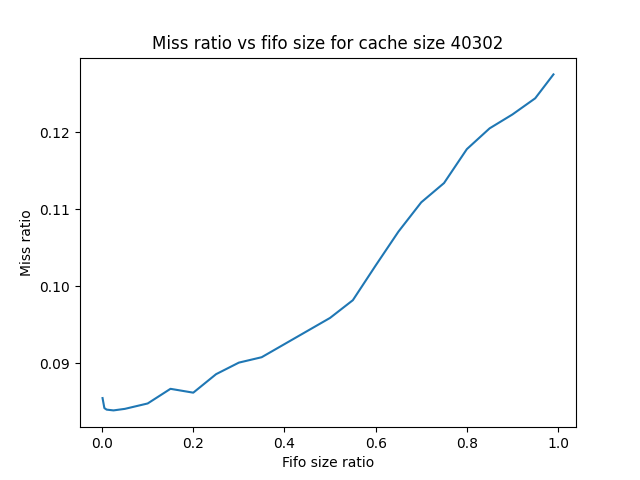 Miss ratio vs fifo size for cache size 40302
0.12
0.11
0.10
0.09
Miss ratio
0.0 0.2 0.4 0.6 0.8 1.0
Fifo size ratio